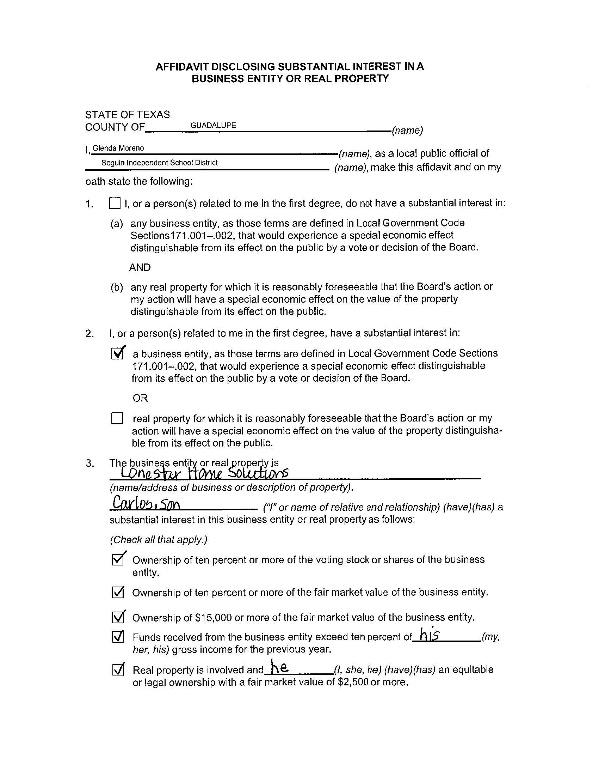 AFFIDAVIT DISCLOSING SUBSTANTIAL INTEREST IN A
BUSINESS ENTITY OR REAL PROPERTY
STATE OF TEXAS
COUNTY OF GUADALUPE (name)
I, Glenda Moreno (name), as a local public official of
Seguin Independent School District (name), make this affidavit and on my
oath state the following:
1. I, or a person(s) related to me in the first degree, do not have a substantial interest in:
(a) any business entity, as those terms are defined in Local Government Code
Sections171.001–.002, that would experience a special economic effect
distinguishable from its effect on the public by a vote or decision of the Board.
AND
(b) any real property for which it is reasonably foreseeable that the Board's action or
my action will have a special economic effect on the value of the property
distinguishable from its effect on the public.
2. I, or a person(s) related to me in the first degree, have a substantial interest in:
a business entity, as those terms are defined in Local Government Code Sections
171.001–.002, that would experience a special economic effect distinguishable
from its effect on the public by a vote or decision of the Board.
OR
real property for which it is reasonably foreseeable that the Board's action or my
action will have a special economic effect on the value of the property distinguisha-
ble from its effect on the public.
3. The business entity or real property is
Lonestar Home Solutions
(name/address of business or description of property).
Carlos, Son ("I" or name of relative and relationship) (have)(has) a
substantial interest in this business entity or real property as follows:
(Check all that apply.)
Ownership of ten percent or more of the voting stock or shares of the business
entity.
Ownership of ten percent or more of the fair market value of the business entity.
Ownership of $15,000 or more of the fair market value of the business entity.
Funds received from the business entity exceed ten percent of his (my,
her, his) gross income for the previous year.
Real property is involved and he (I, she, he) (have)(has) an equitable
or legal ownership with a fair market value of $2,500 or more.